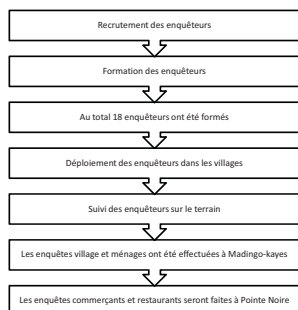 Recrutement des enquêteurs
Formation des enquêteurs
Au total 18 enquêteurs ont été formés
Déploiement des enquêteurs dans les villages
Suivi des enquêteurs sur le terrain
Les enquêtes village et ménages ont été effectuées à Madingo-kayes
Les enquêtes commerçants et restaurants seront faites à Pointe Noire